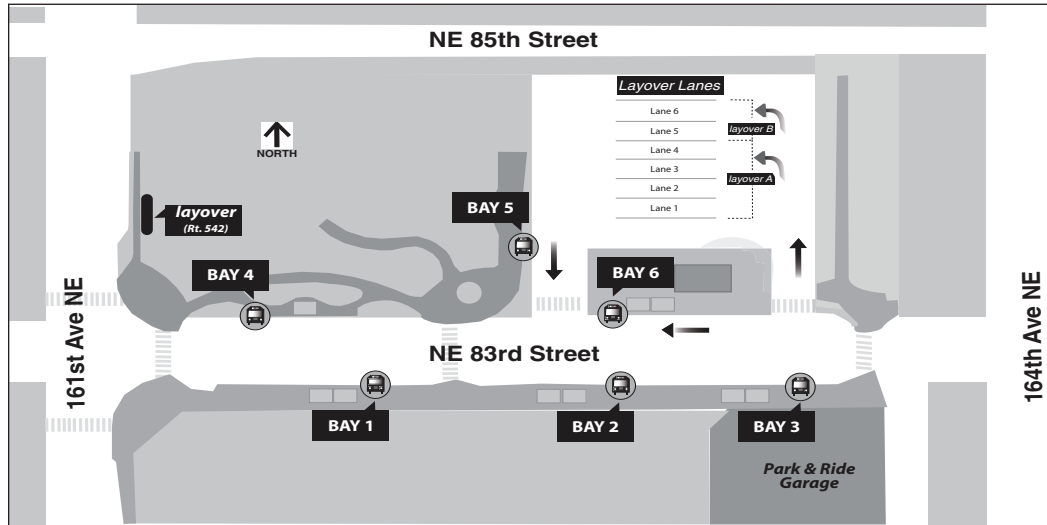 NE 85th Street
Layover Lanes
Lane 6
Lane 5
layover B
Lane 4
Lane 3
layover A
Lane 2
Lane 1
NORTH
layover
(Rt. 542)
BAY 5
BAY 4
BAY 6
161st Ave NE
NE 83rd Street
164th Ave NE
BAY 1
BAY 2
BAY 3
Park & Ride
Garage